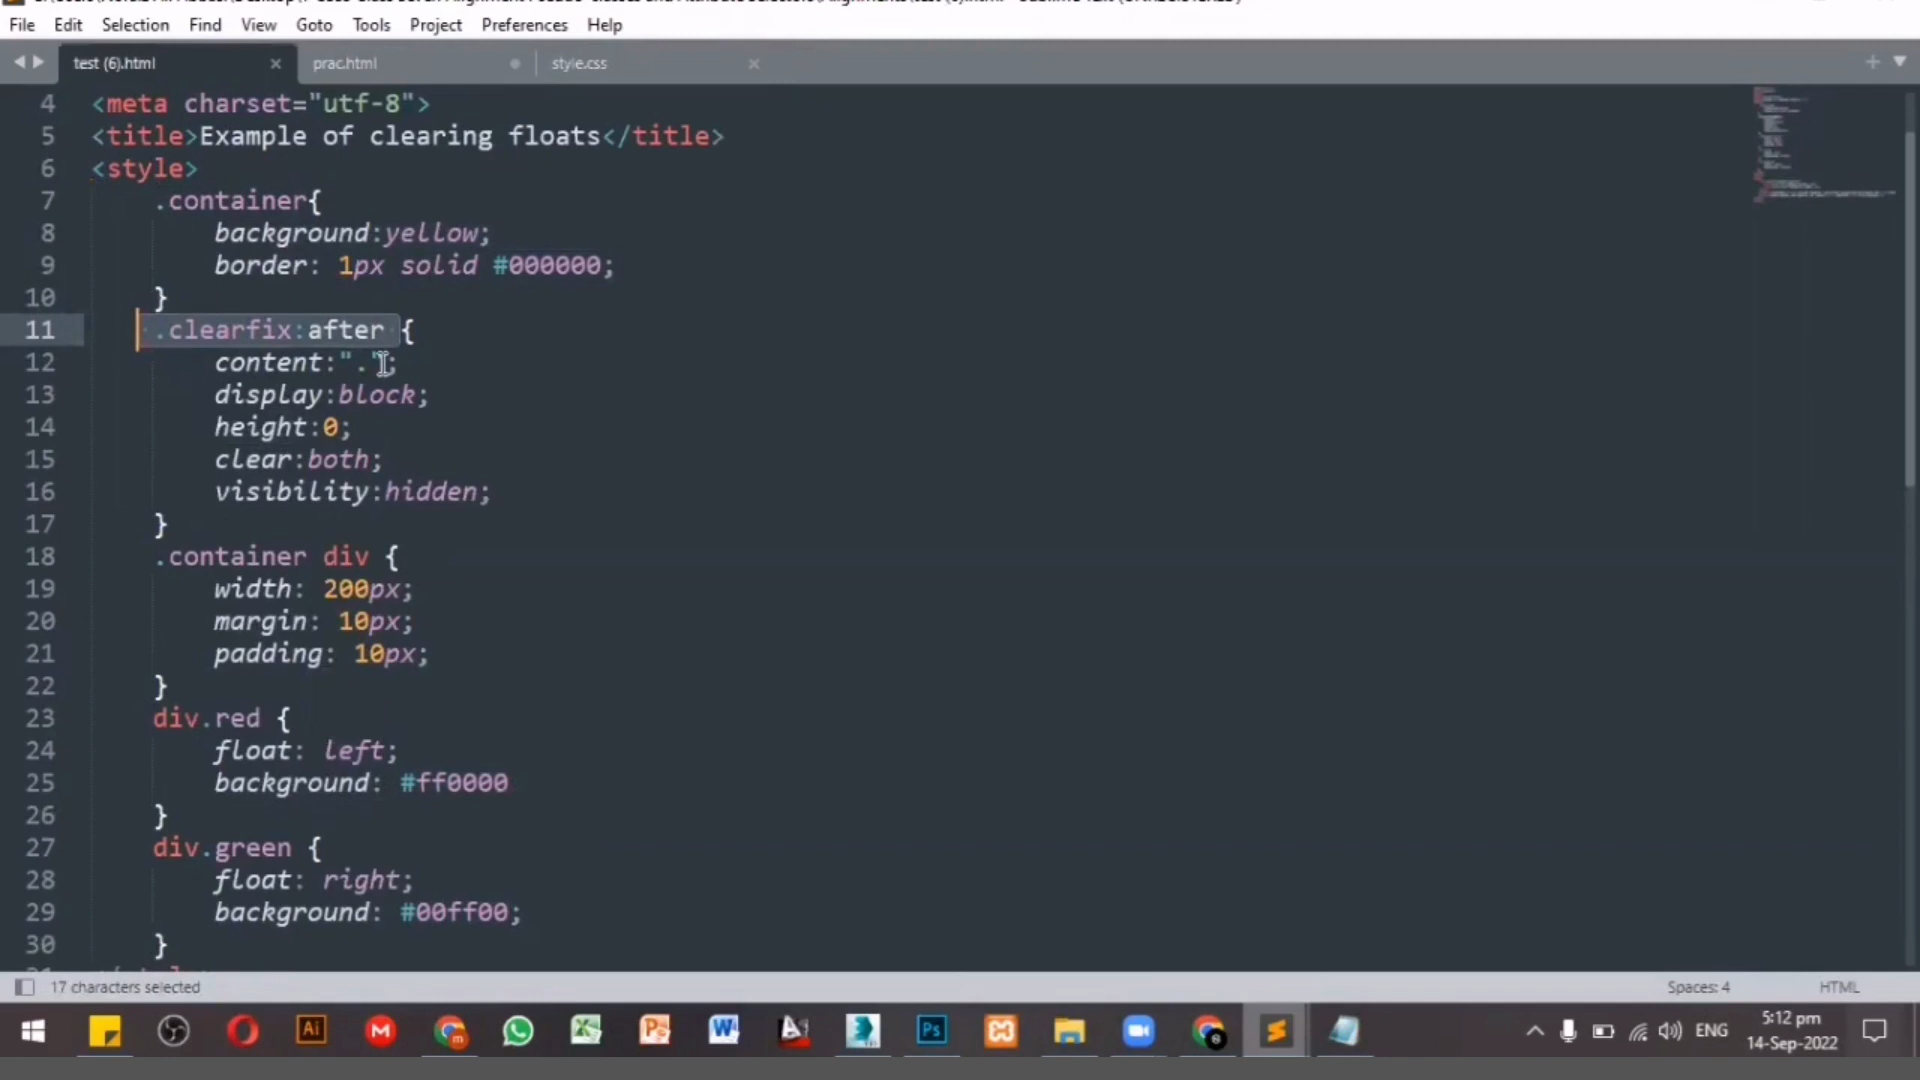 File Edit Selection Find View Goto Tools Project Preferences Help
test (6).html prac.html style.css
4 <meta charset="utf-8">
5 <title>Example of clearing floats</title>
6 <style>
7 .container{
8 background:yellow;
9 border: 1px solid #000000;
10 }
11 .clearfix:after {
12 content:".";
13 display:block;
14 height:0;
15 clear:both;
16 visibility:hidden;
17 }
18 .container div {
19 width: 200px;
20 margin: 10px;
21 padding: 10px;
22 }
23 div.red {
24 float: left;
25 background: #ff0000
26 }
27 div.green {
28 float: right;
29 background: #00ff00;
30 }
17 characters selected Spaces: 4 HTML
ENG 5:12 pm
14-Sep-2022